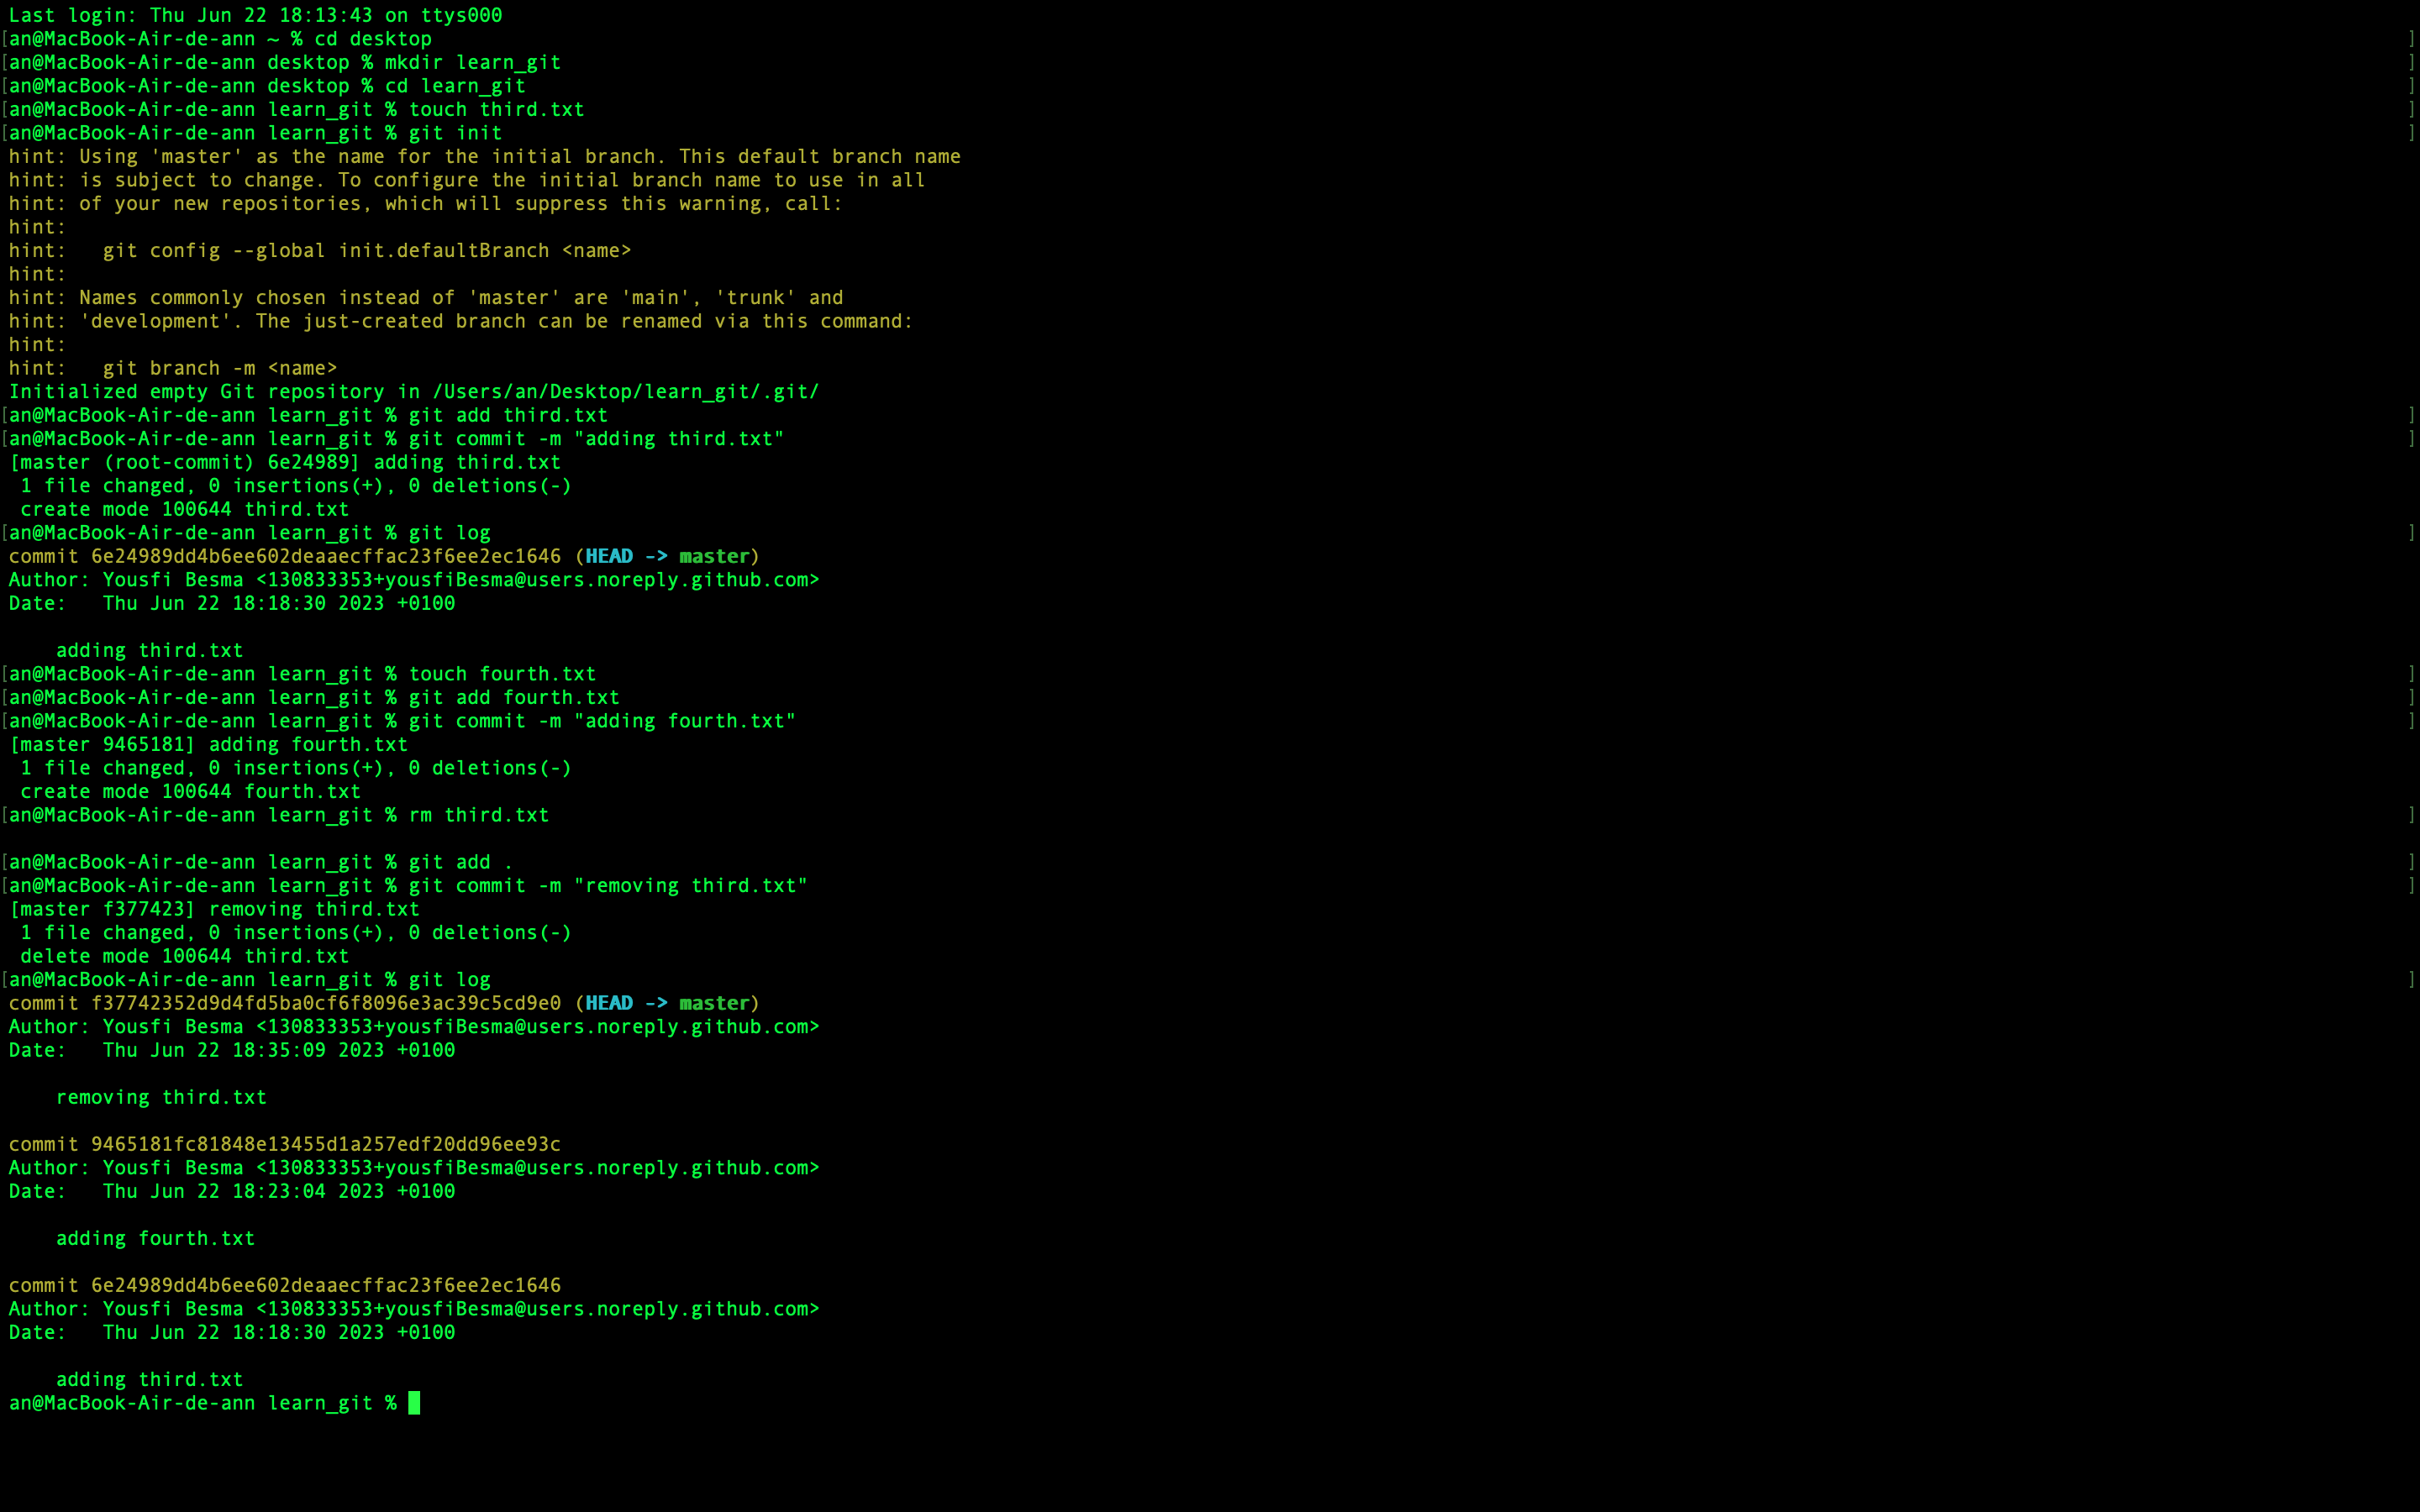 Last login: Thu Jun 22 18:13:43 on ttys000
[an@MacBook-Air-de-ann ~ % cd desktop ]
[an@MacBook-Air-de-ann desktop % mkdir learn_git ]
[an@MacBook-Air-de-ann desktop % cd learn_git ]
[an@MacBook-Air-de-ann learn_git % touch third.txt ]
[an@MacBook-Air-de-ann learn_git % git init ]
hint: Using 'master' as the name for the initial branch. This default branch name
hint: is subject to change. To configure the initial branch name to use in all
hint: of your new repositories, which will suppress this warning, call:
hint:
hint:   git config --global init.defaultBranch <name>
hint:
hint: Names commonly chosen instead of 'master' are 'main', 'trunk' and
hint: 'development'. The just-created branch can be renamed via this command:
hint:
hint:   git branch -m <name>
Initialized empty Git repository in /Users/an/Desktop/learn_git/.git/
[an@MacBook-Air-de-ann learn_git % git add third.txt ]
[an@MacBook-Air-de-ann learn_git % git commit -m "adding third.txt" ]
[master (root-commit) 6e24989] adding third.txt
 1 file changed, 0 insertions(+), 0 deletions(-)
 create mode 100644 third.txt
[an@MacBook-Air-de-ann learn_git % git log ]
commit 6e24989dd4b6ee602deaaecffac23f6ee2ec1646 (HEAD -> master)
Author: Yousfi Besma <130833353+yousfiBesma@users.noreply.github.com>
Date:   Thu Jun 22 18:18:30 2023 +0100

    adding third.txt
[an@MacBook-Air-de-ann learn_git % touch fourth.txt ]
[an@MacBook-Air-de-ann learn_git % git add fourth.txt ]
[an@MacBook-Air-de-ann learn_git % git commit -m "adding fourth.txt" ]
[master 9465181] adding fourth.txt
 1 file changed, 0 insertions(+), 0 deletions(-)
 create mode 100644 fourth.txt
[an@MacBook-Air-de-ann learn_git % rm third.txt ]

[an@MacBook-Air-de-ann learn_git % git add . ]
[an@MacBook-Air-de-ann learn_git % git commit -m "removing third.txt" ]
[master f377423] removing third.txt
 1 file changed, 0 insertions(+), 0 deletions(-)
 delete mode 100644 third.txt
[an@MacBook-Air-de-ann learn_git % git log ]
commit f37742352d9d4fd5ba0cf6f8096e3ac39c5cd9e0 (HEAD -> master)
Author: Yousfi Besma <130833353+yousfiBesma@users.noreply.github.com>
Date:   Thu Jun 22 18:35:09 2023 +0100

    removing third.txt

commit 9465181fc81848e13455d1a257edf20dd96ee93c
Author: Yousfi Besma <130833353+yousfiBesma@users.noreply.github.com>
Date:   Thu Jun 22 18:23:04 2023 +0100

    adding fourth.txt

commit 6e24989dd4b6ee602deaaecffac23f6ee2ec1646
Author: Yousfi Besma <130833353+yousfiBesma@users.noreply.github.com>
Date:   Thu Jun 22 18:18:30 2023 +0100

    adding third.txt
an@MacBook-Air-de-ann learn_git %